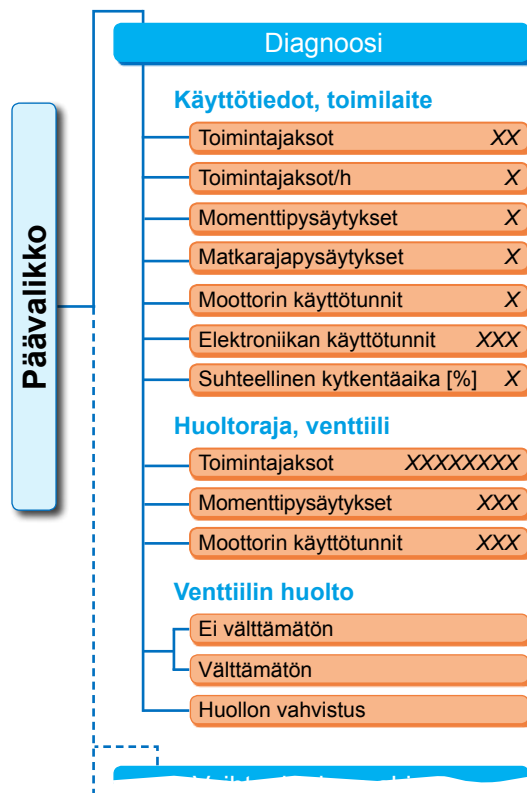 Päävalikko
Diagnoosi
Käyttötiedot, toimilaite
Toimintajaksot XX
Toimintajaksot/h X
Momenttipysäytykset X
Matkarajapysäytykset X
Moottorin käyttötunnit X
Elektroniikan käyttötunnit XXX
Suhteellinen kytkentäaika [%] X
Huoltoraja, venttiili
Toimintajaksot XXXXXXXX
Momenttipysäytykset XXX
Moottorin käyttötunnit XXX
Venttiilin huolto
Ei välttämätön
Välttämätön
Huollon vahvistus